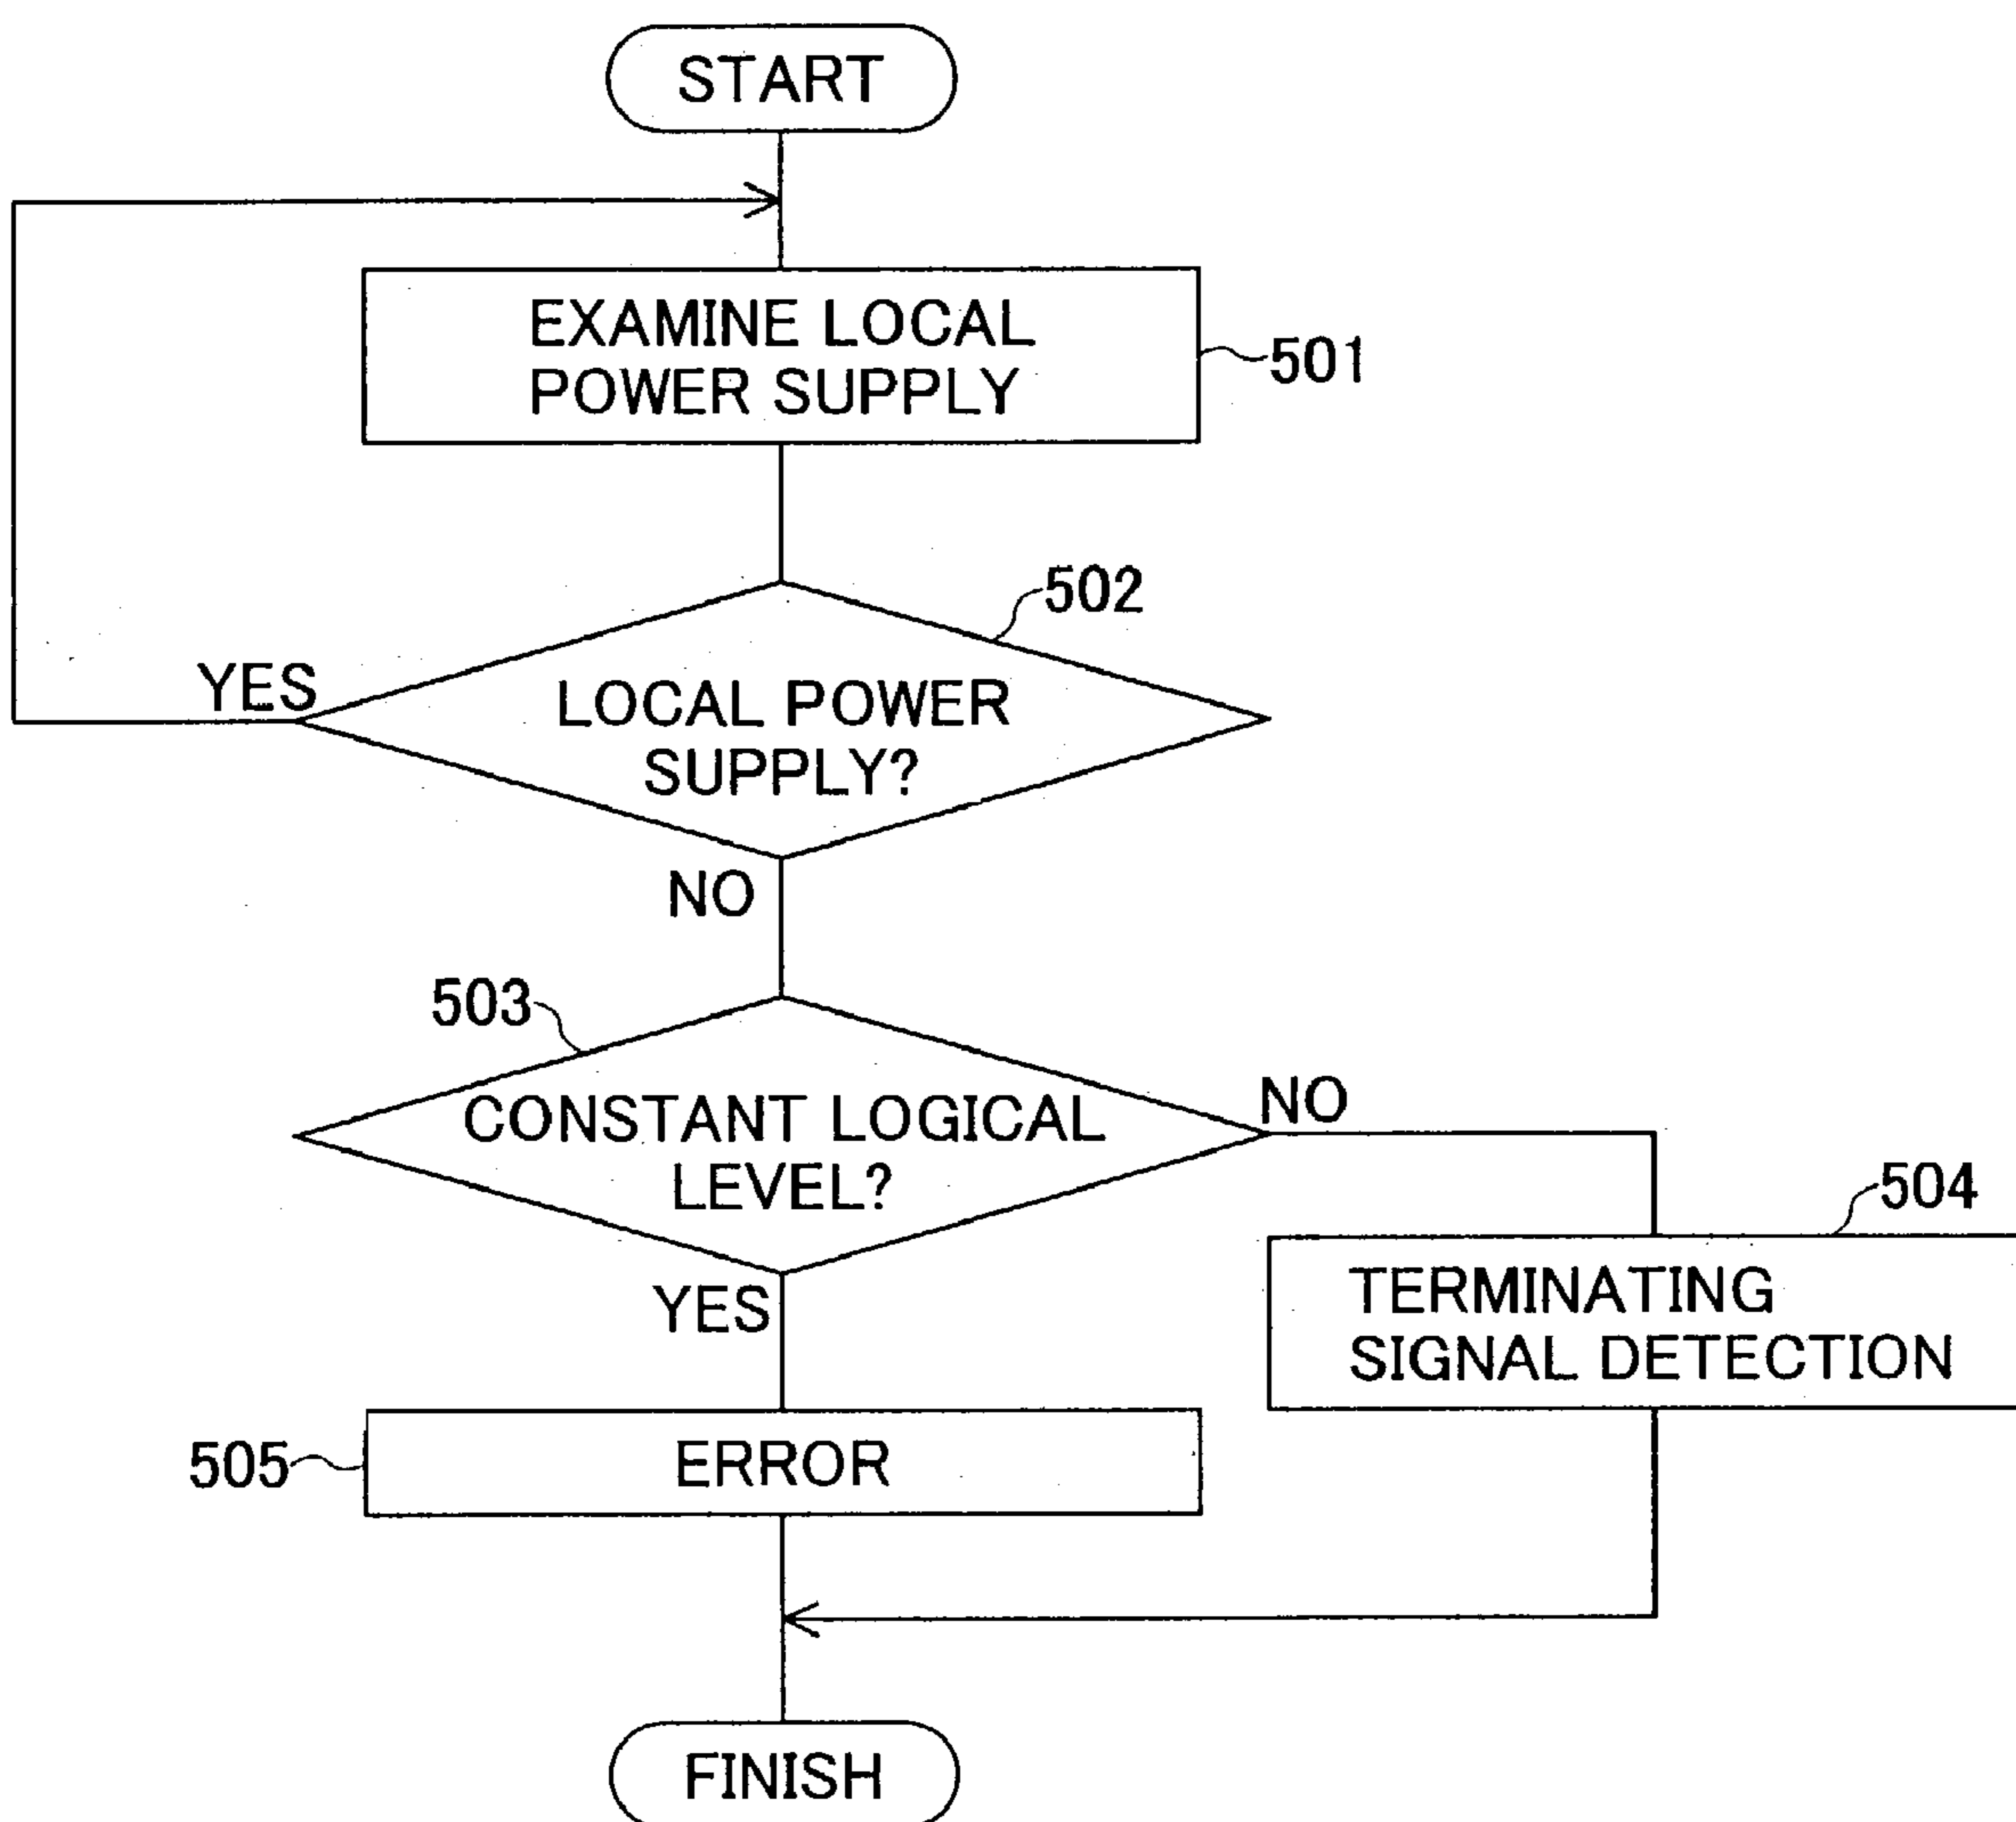 START
EXAMINE LOCAL
POWER SUPPLY
501
502
YES
LOCAL POWER
SUPPLY?
NO
503
CONSTANT LOGICAL
LEVEL?
NO
504
TERMINATING
SIGNAL DETECTION
YES
505
ERROR
FINISH